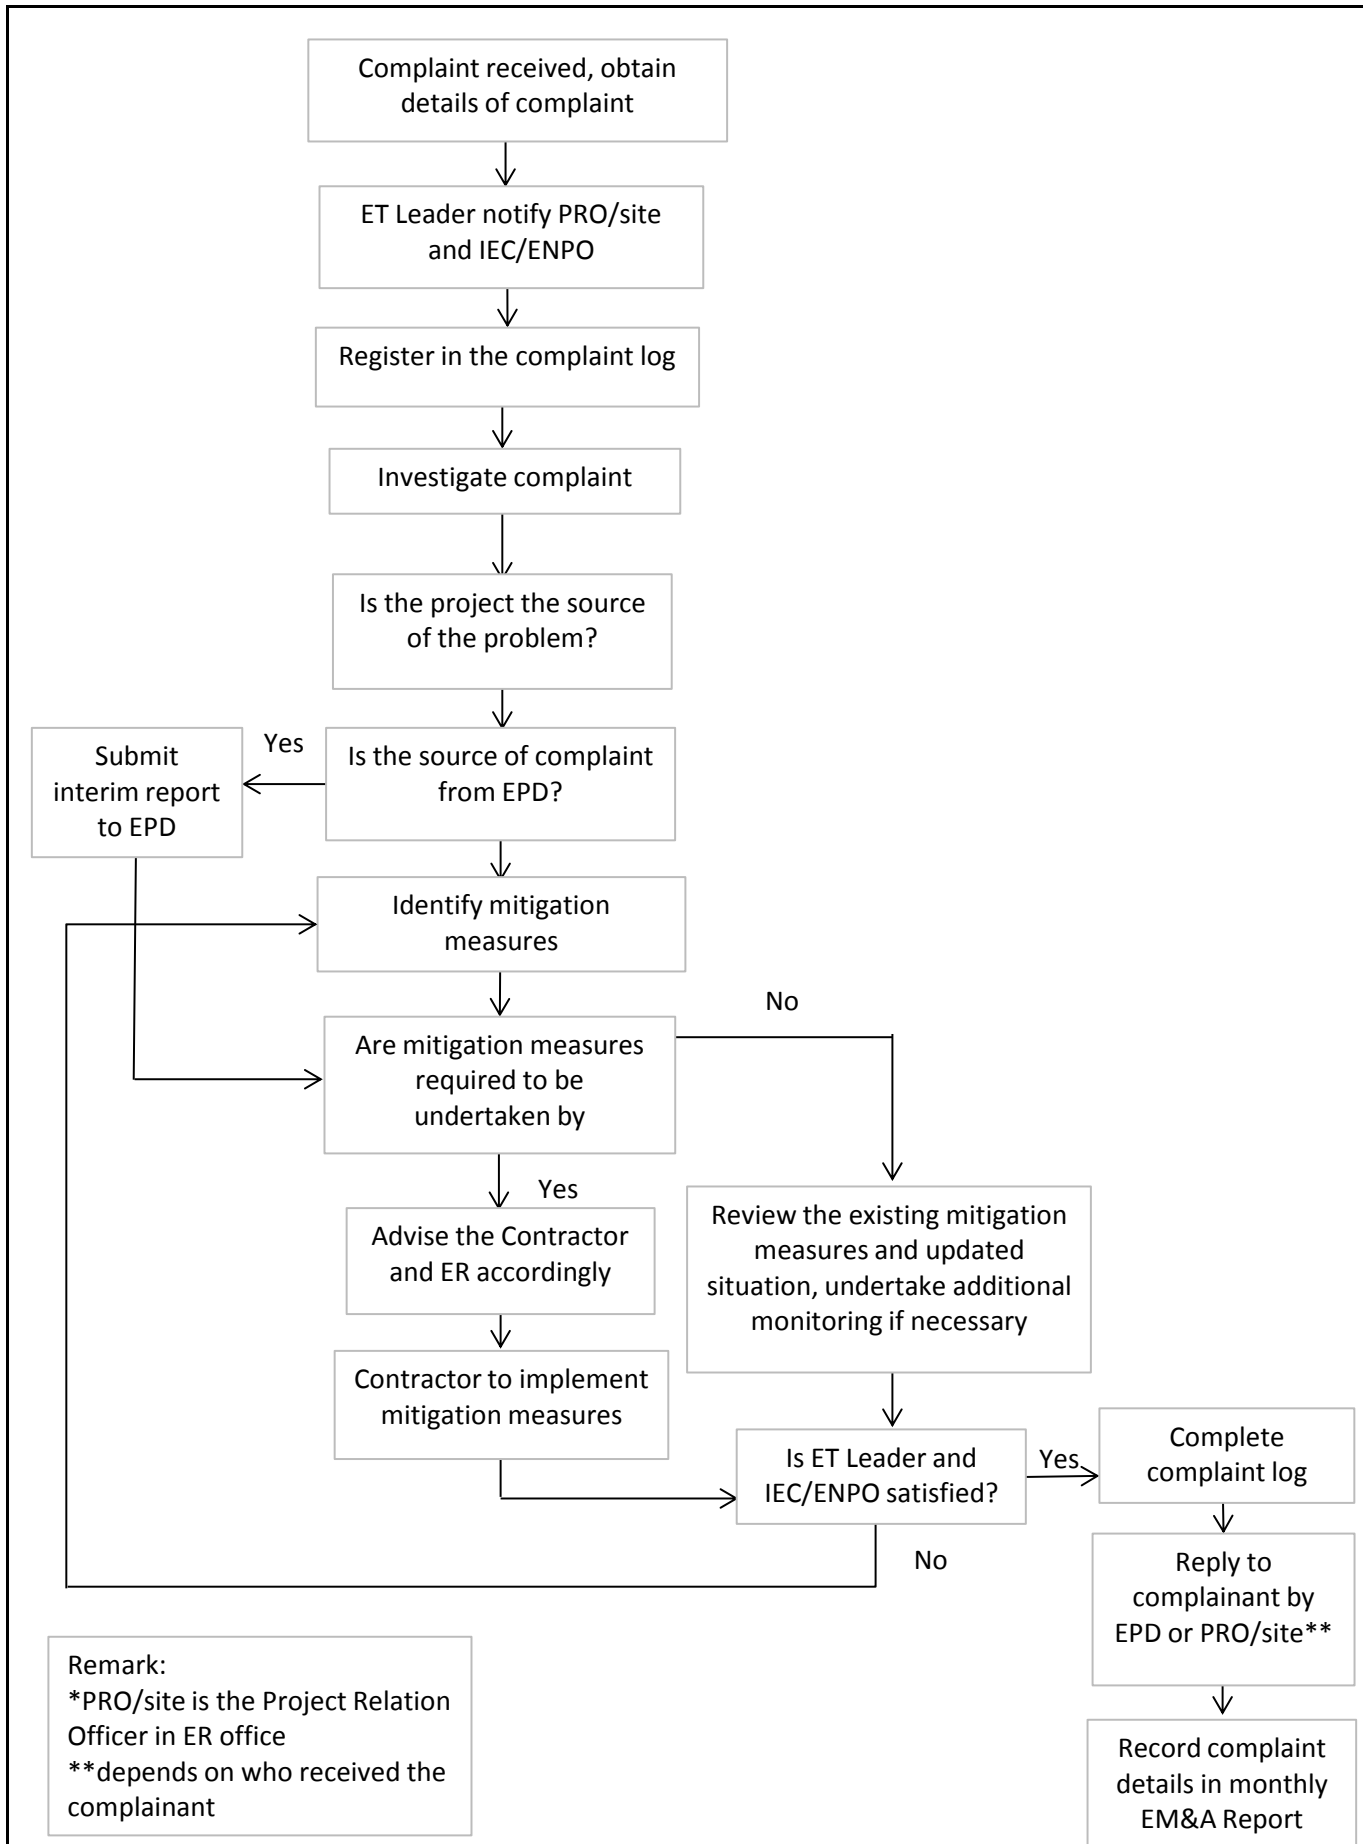 Complaint received, obtain
details of complaint
ET Leader notify PRO/site
and IEC/ENPO
Register in the complaint log
Investigate complaint
Is the project the source
of the problem?
Submit
interim report
to EPD
Yes
Is the source of complaint
from EPD?
Identify mitigation
measures
No
Are mitigation measures
required to be
undertaken by
Yes
Advise the Contractor
and ER accordingly
Review the existing mitigation
measures and updated
situation, undertake additional
monitoring if necessary
Contractor to implement
mitigation measures
Is ET Leader and
IEC/ENPO satisfied?
Yes
Complete
complaint log
No
Reply to
complainant by
EPD or PRO/site**
Remark:
*PRO/site is the Project Relation
Officer in ER office
**depends on who received the
complainant
Record complaint
details in monthly
EM&A Report